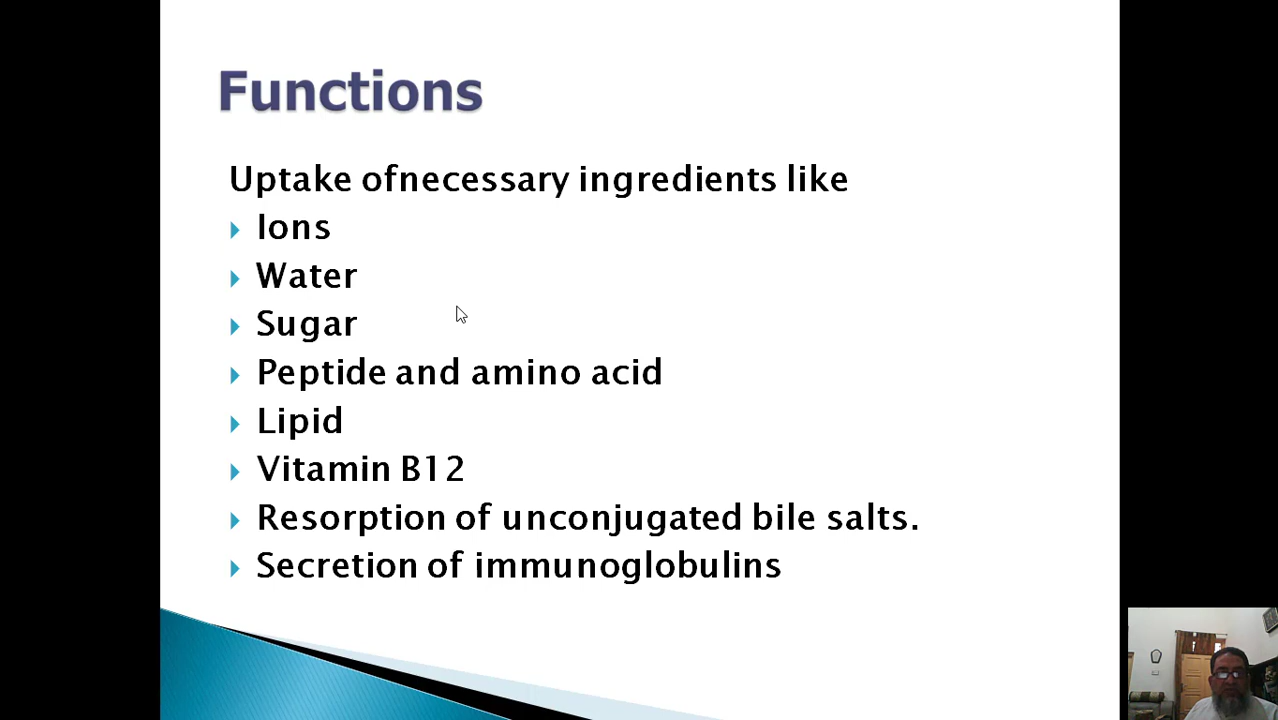 Functions
Uptake ofnecessary ingredients like
Ions
Water
Sugar
Peptide and amino acid
Lipid
Vitamin B12
Resorption of unconjugated bile salts.
Secretion of immunoglobulins